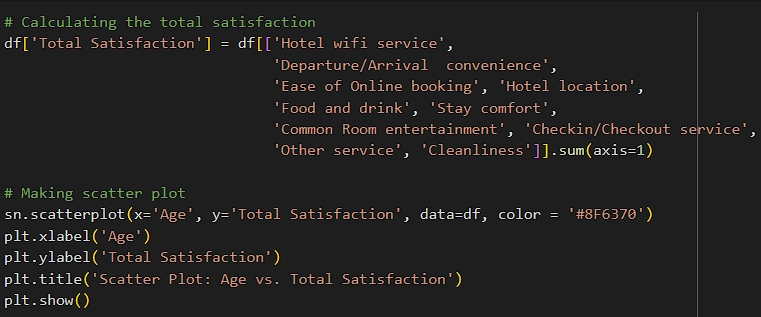 # Calculating the total satisfaction
df['Total Satisfaction'] = df[['Hotel wifi service',
                               'Departure/Arrival  convenience',
                               'Ease of Online booking', 'Hotel location',
                               'Food and drink', 'Stay comfort',
                               'Common Room entertainment', 'Checkin/Checkout service',
                               'Other service', 'Cleanliness']].sum(axis=1)

# Making scatter plot
sn.scatterplot(x='Age', y='Total Satisfaction', data=df, color = '#8F6370')
plt.xlabel('Age')
plt.ylabel('Total Satisfaction')
plt.title('Scatter Plot: Age vs. Total Satisfaction')
plt.show()